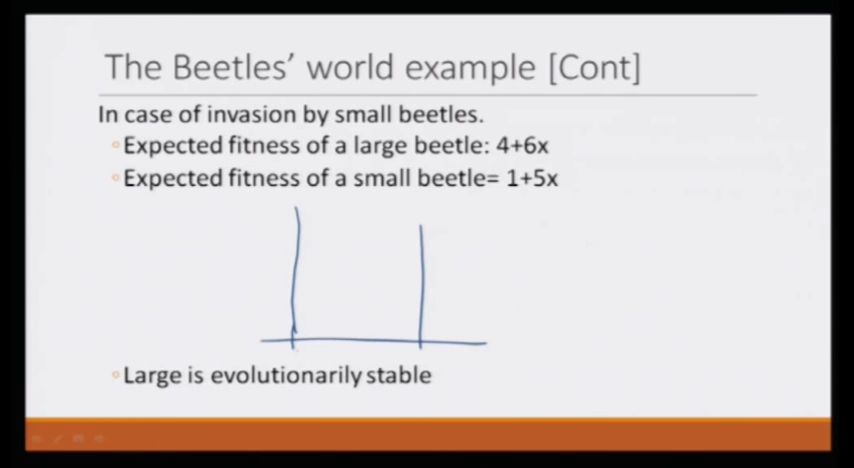 The Beetles' world example [Cont]
In case of invasion by small beetles.
Expected fitness of a large beetle: 4+6x
Expected fitness of a small beetle= 1+5x
Large is evolutionarily stable